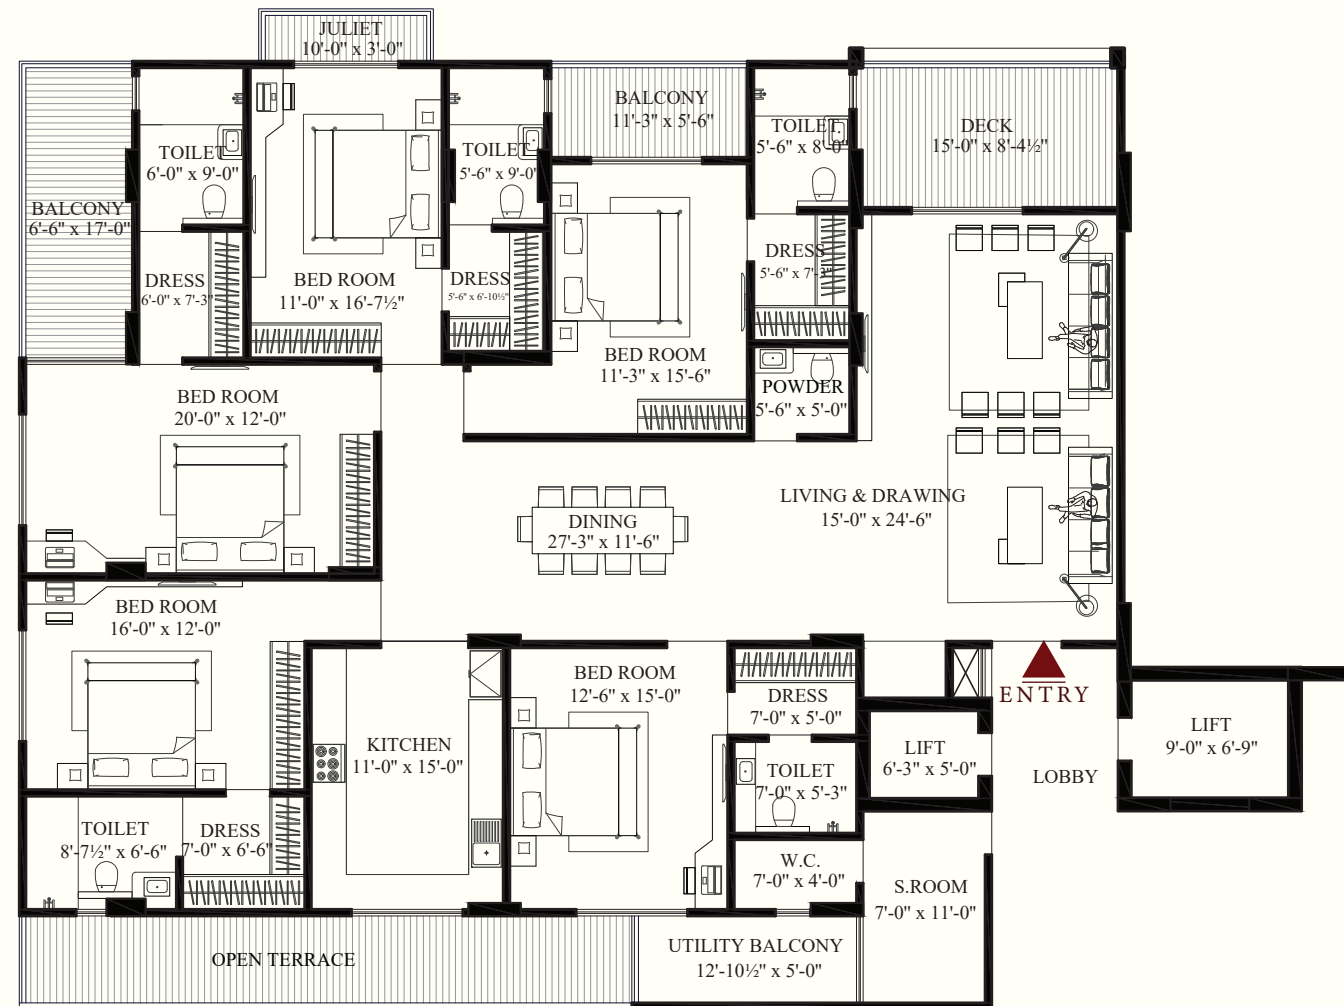 JULIET
10'-0" x 3'-0"
BALCONY
11'-3" x 5'-6"
TOILET
5'-6" x 8'-0"
DECK
15'-0" x 8'-4½"
TOILET
6'-0" x 9'-0"
TOILET
5'-6" x 9'-0"
BALCONY
6'-6" x 17'-0"
DRESS
6'-0" x 7'-3"
BED ROOM
11'-0" x 16'-7½"
DRESS
5'-6" x 6'-10½"
DRESS
5'-6" x 7'-3"
BED ROOM
11'-3" x 15'-6"
POWDER
5'-6" x 5'-0"
BED ROOM
20'-0" x 12'-0"
LIVING & DRAWING
15'-0" x 24'-6"
DINING
27'-3" x 11'-6"
BED ROOM
16'-0" x 12'-0"
BED ROOM
12'-6" x 15'-0"
DRESS
7'-0" x 5'-0"
ENTRY
KITCHEN
11'-0" x 15'-0"
LIFT
6'-3" x 5'-0"
LIFT
9'-0" x 6'-9"
LOBBY
TOILET
7'-0" x 5'-3"
TOILET
8'-7½" x 6'-6"
DRESS
7'-0" x 6'-6"
W.C.
7'-0" x 4'-0"
S.ROOM
7'-0" x 11'-0"
OPEN TERRACE
UTILITY BALCONY
12'-10½" x 5'-0"